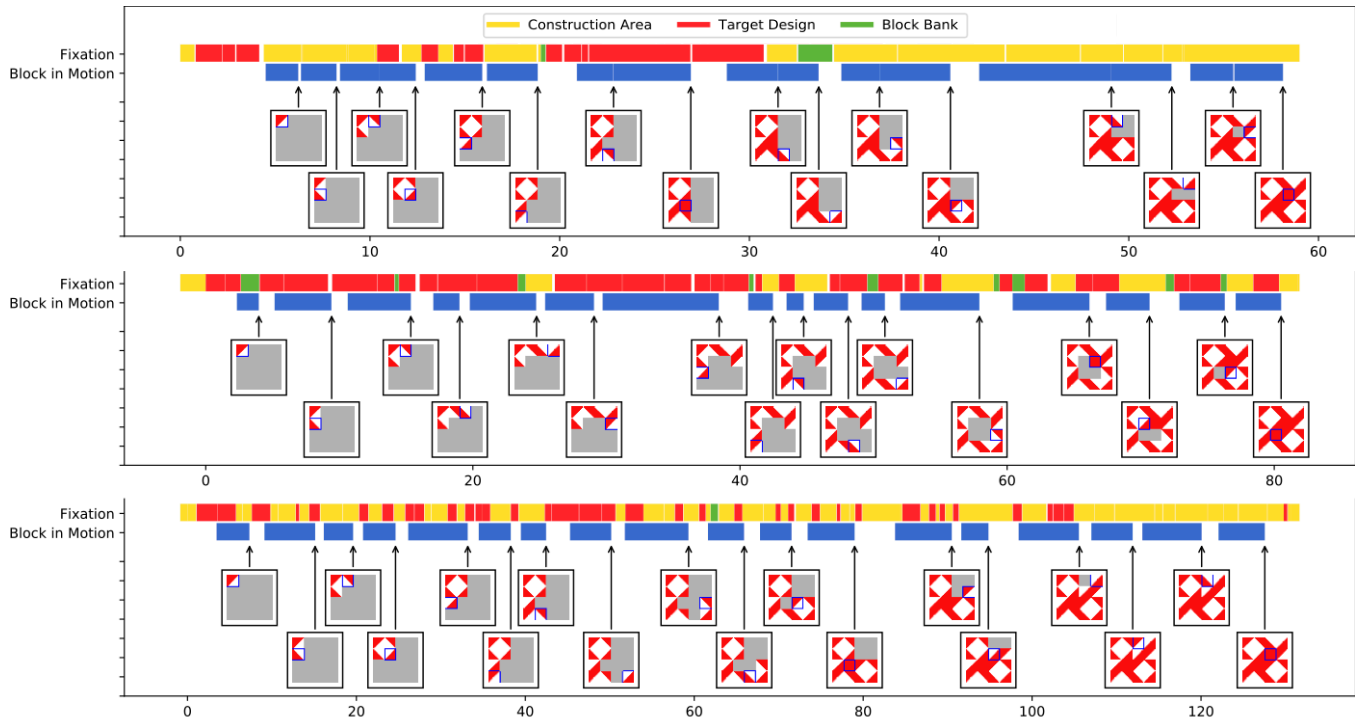 Construction Area Target Design Block Bank
Fixation
Block in Motion
0 10 20 30 40 50 60
Fixation
Block in Motion
0 20 40 60 80
Fixation
Block in Motion
0 20 40 60 80 100 120